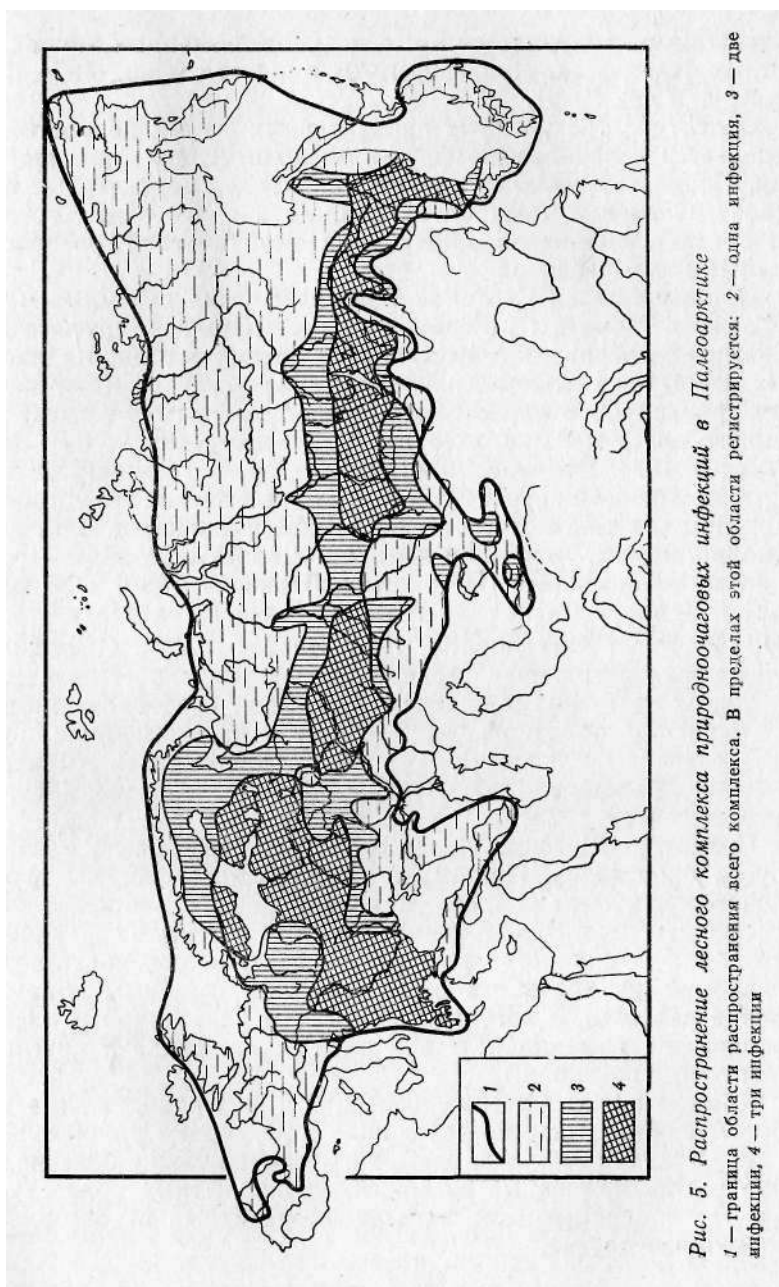 1
2
3
4
Рис. 5. Распространение лесного комплекса природноочаговых инфекций в Палеоарктике
1 — граница области распространения всего комплекса. В пределах этой области регистрируется: 2 — одна инфекция, 3 — две
инфекции, 4 — три инфекции